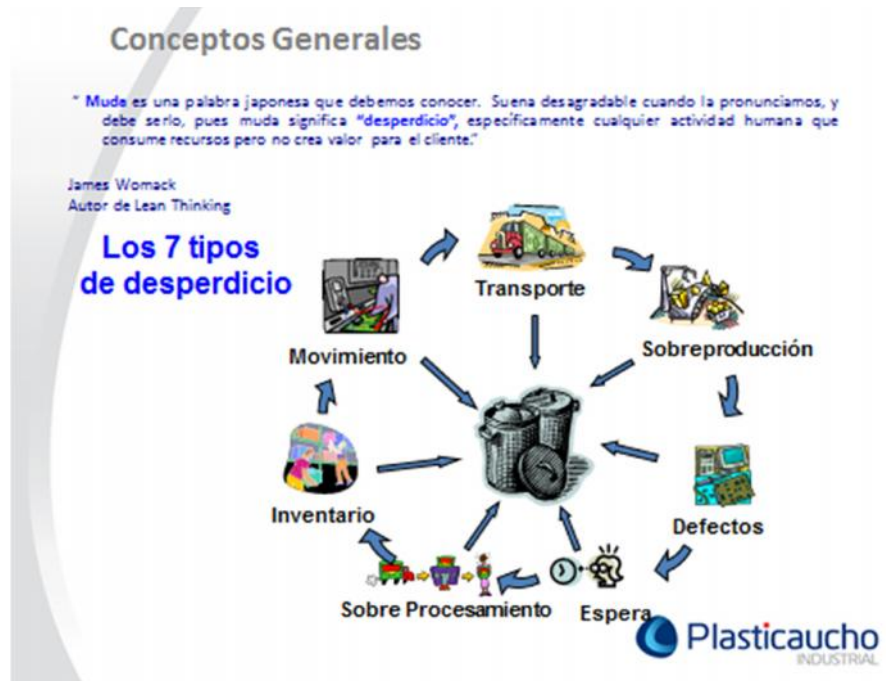 Conceptos Generales
“ Muda es una palabra japonesa que debemos conocer. Suena desagradable cuando la pronunciamos, y
debe serlo, pues muda significa “desperdicio”, específicamente cualquier actividad humana que
consume recursos pero no crea valor para el cliente.”
James Womack
Autor de Lean Thinking
Los 7 tipos
de desperdicio
Transporte
Sobreproducción
Movimiento
Inventario
Defectos
Sobre Procesamiento
Espera
Plasticaucho
INDUSTRIAL